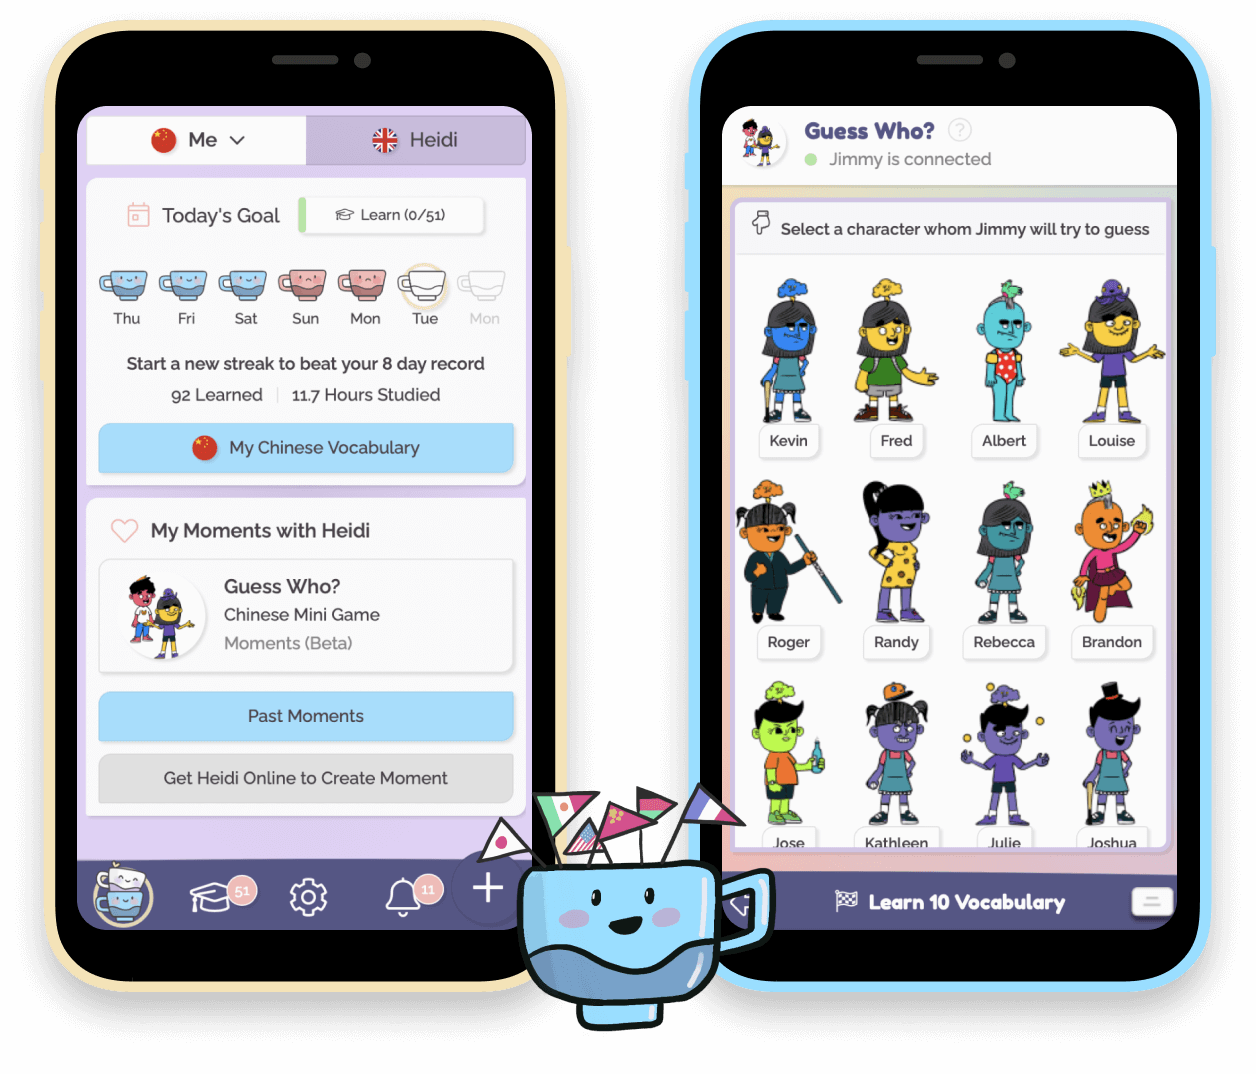 Me
Heidi
Today's Goal
Learn (0/51)
Thu Fri Sat Sun Mon Tue Mon
Start a new streak to beat your 8 day record
92 Learned 11.7 Hours Studied
My Chinese Vocabulary
My Moments with Heidi
Guess Who?
Chinese Mini Game
Moments (Beta)
Past Moments
Get Heidi Online to Create Moment
51
11
Guess Who? ?
Jimmy is connected
Select a character whom Jimmy will try to guess
Kevin Fred Albert Louise
Roger Randy Rebecca Brandon
Jose Kathleen Julie Joshua
Learn 10 Vocabulary